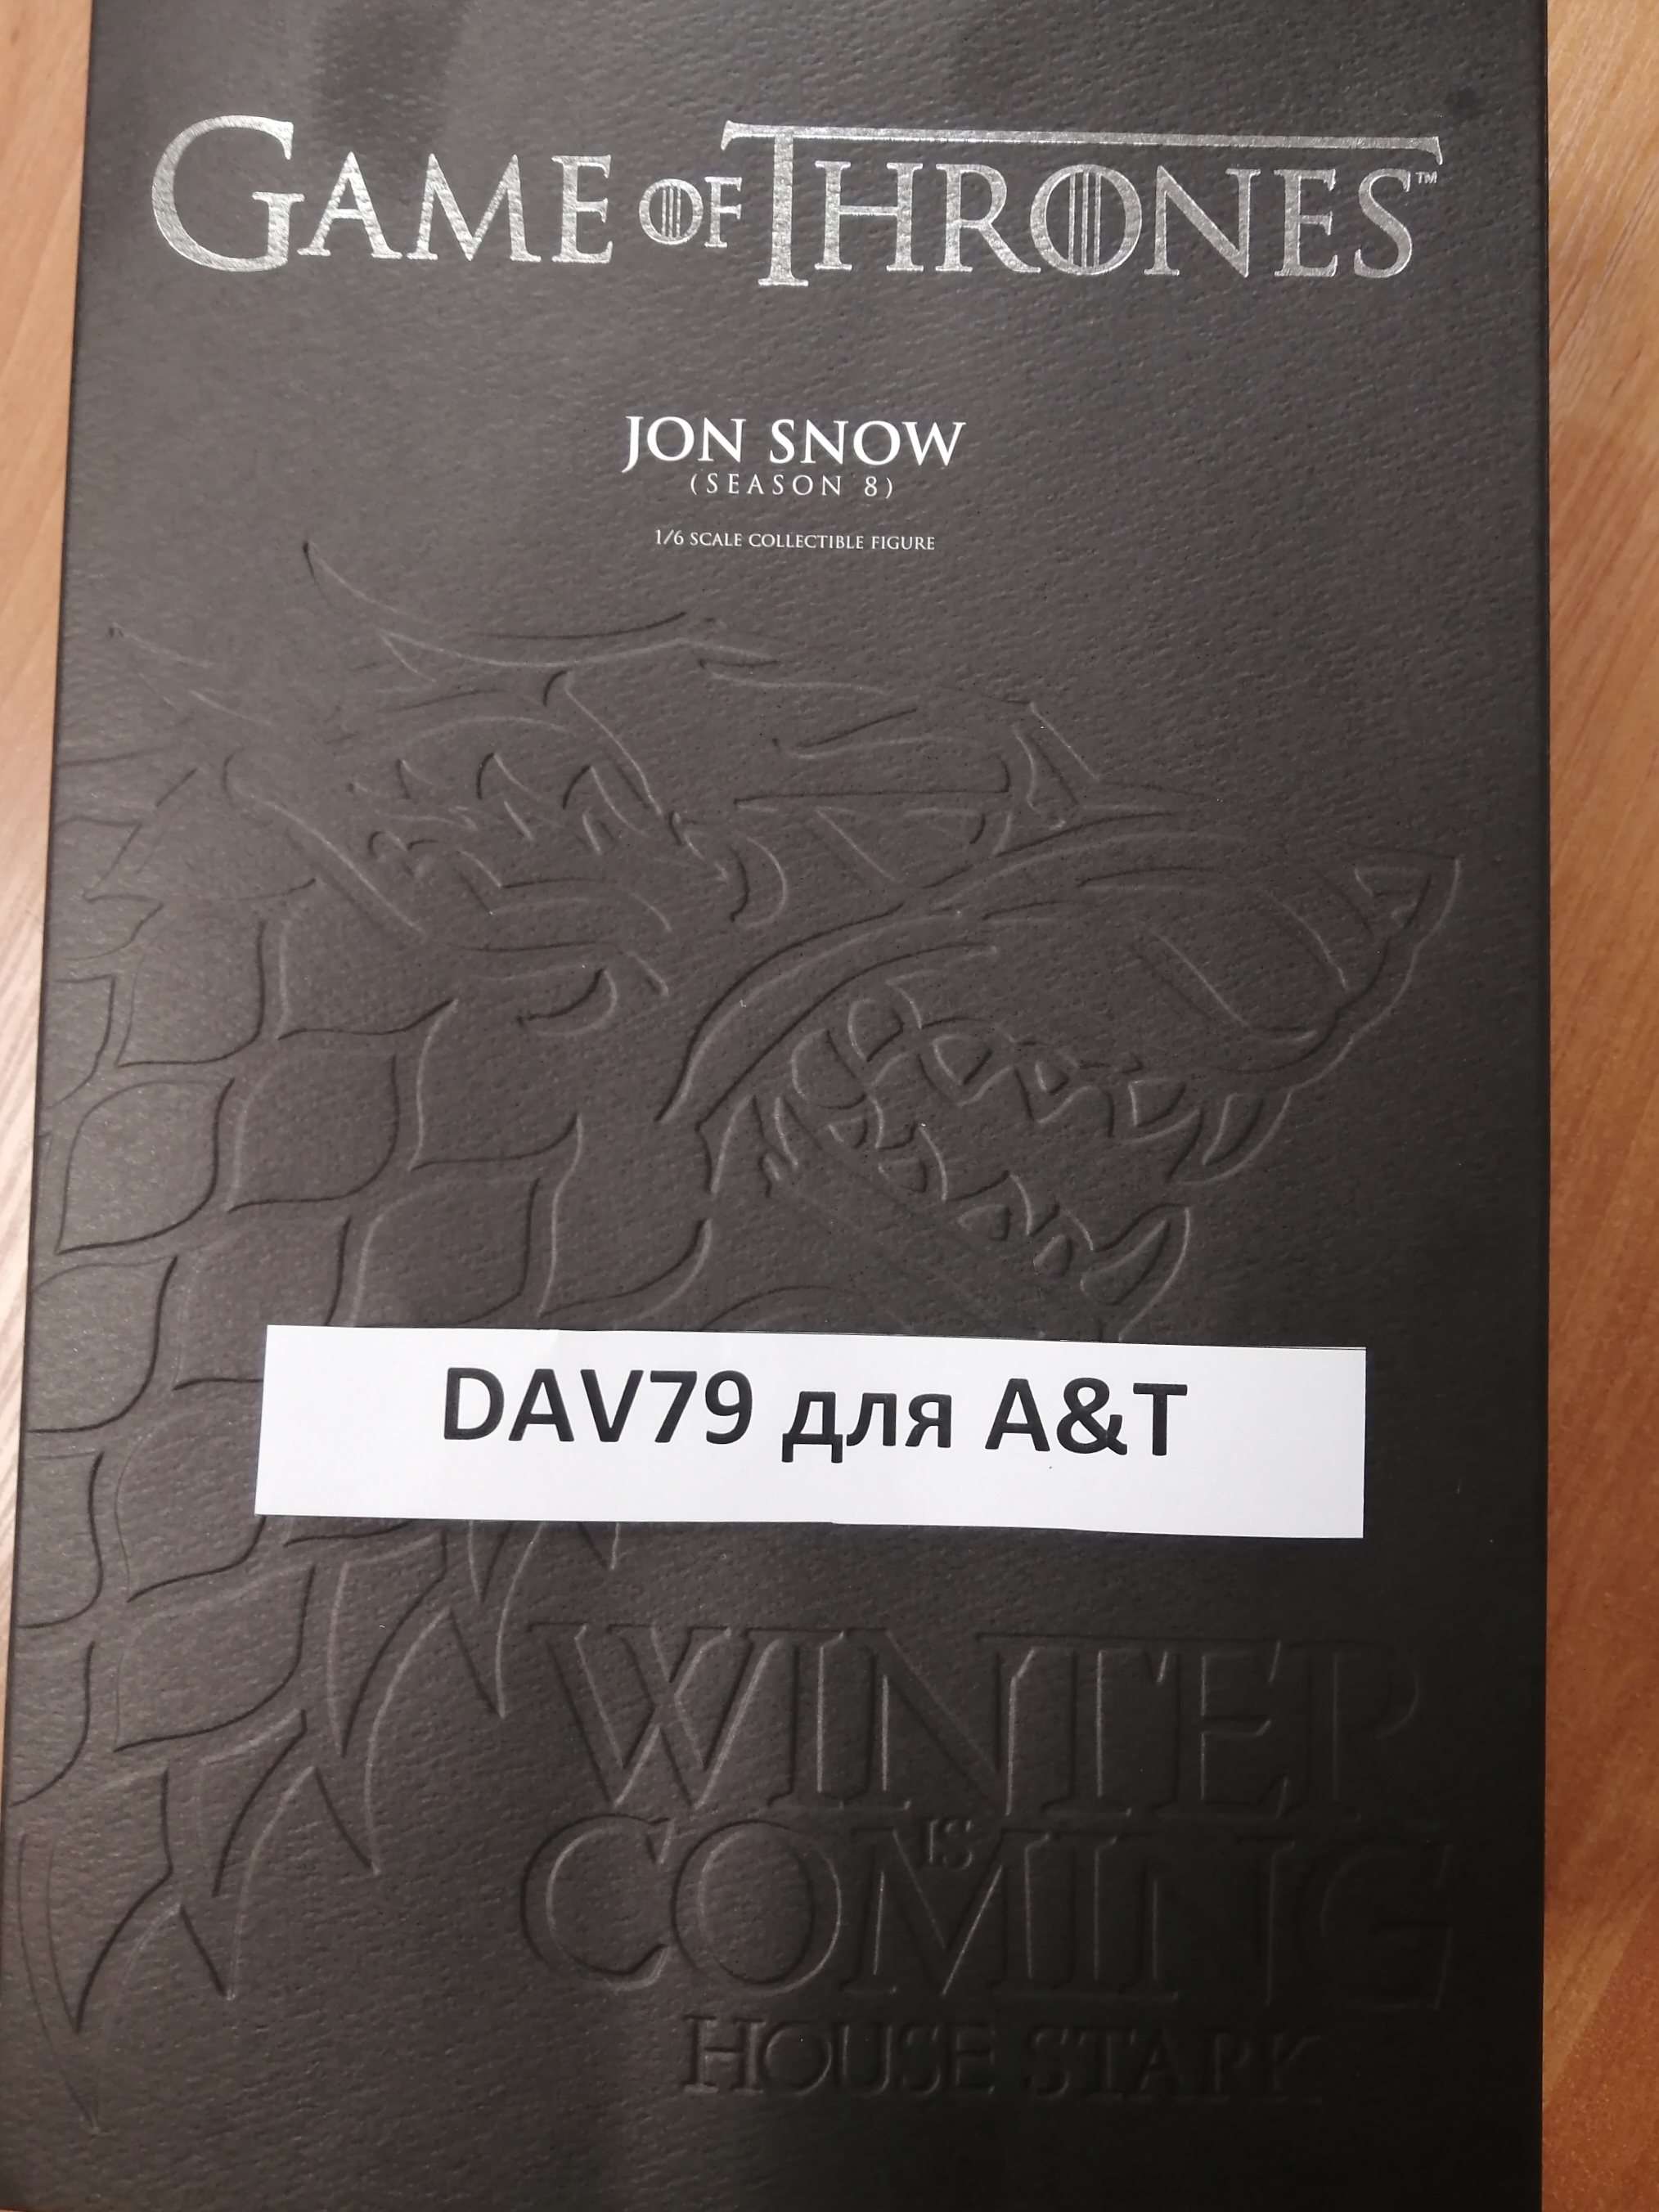 GAME OF THRONES™
JON SNOW
(SEASON 8)
1/6 SCALE COLLECTIBLE FIGURE
DAV79 для A&T
WINTER
IS
COMING
HOUSE STARK